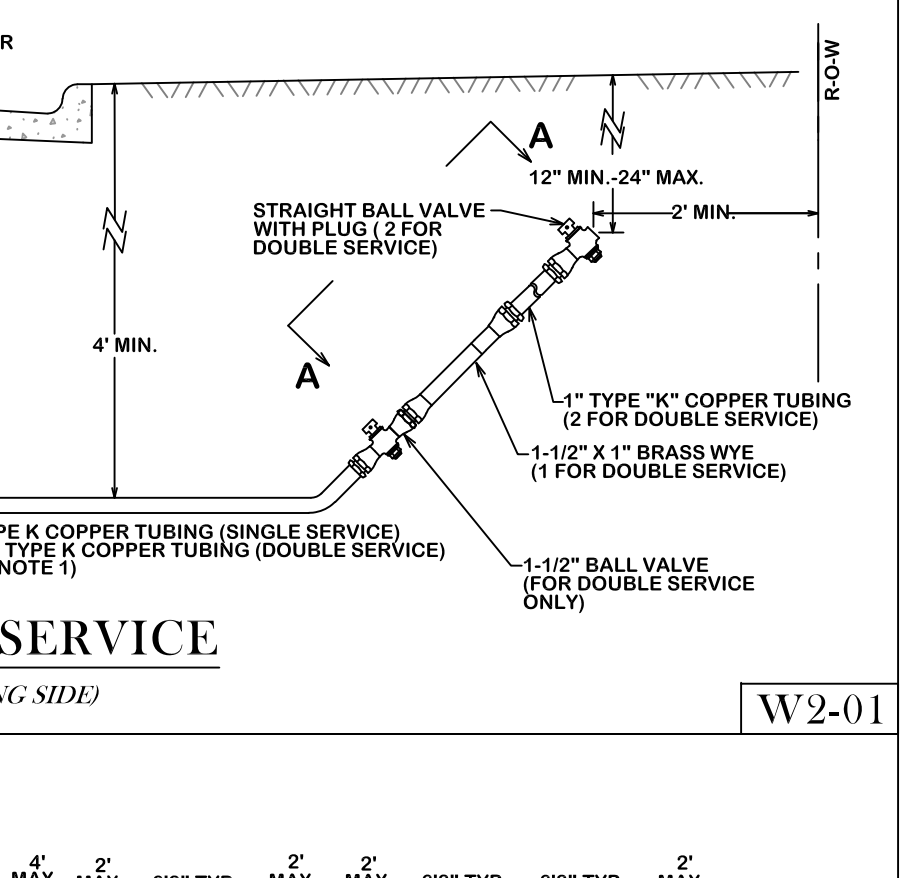 R
R-O-W
A
12" MIN.-24" MAX.
STRAIGHT BALL VALVE
WITH PLUG ( 2 FOR
DOUBLE SERVICE)
2' MIN.
4' MIN.
A
1" TYPE "K" COPPER TUBING
(2 FOR DOUBLE SERVICE)
1-1/2" X 1" BRASS WYE
(1 FOR DOUBLE SERVICE)
PE K COPPER TUBING (SINGLE SERVICE)
TYPE K COPPER TUBING (DOUBLE SERVICE)
NOTE 1)
1-1/2" BALL VALVE
(FOR DOUBLE SERVICE
ONLY)
SERVICE
NG SIDE)
W2-01
4' 2' 2' 2' 2'
MAX MAX MAX MAX MAX